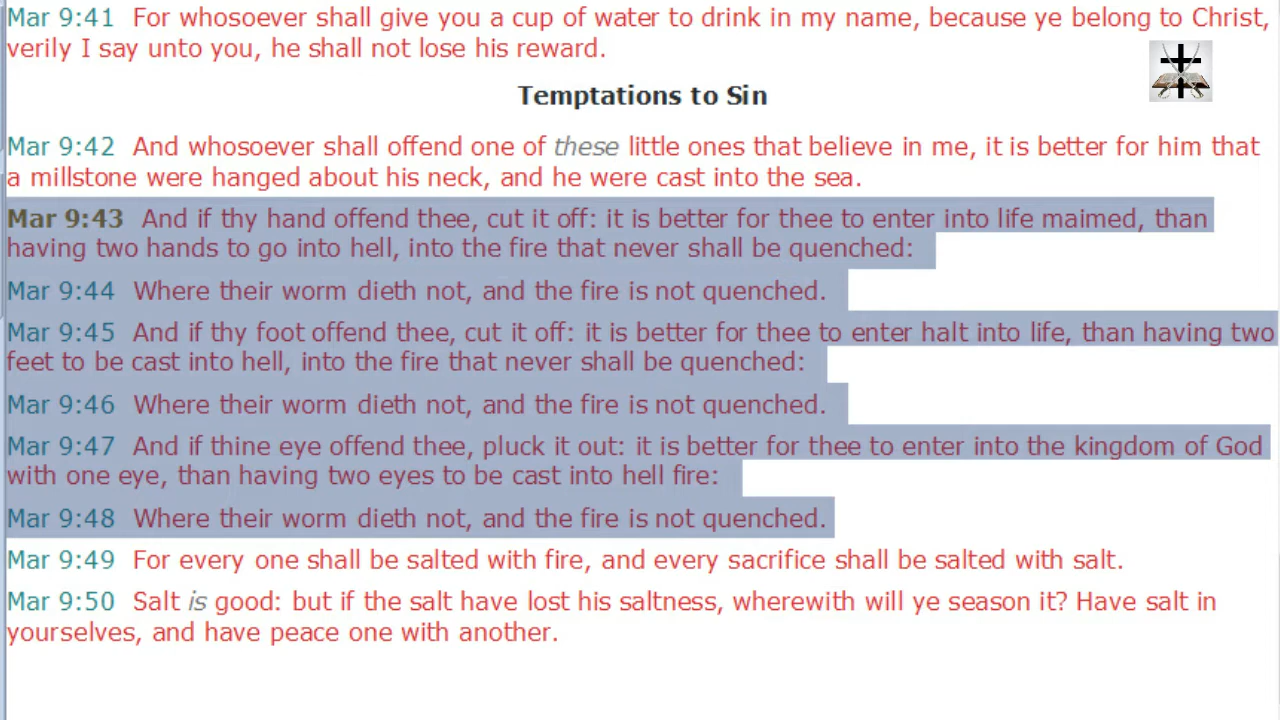 Mar 9:41 For whosoever shall give you a cup of water to drink in my name, because ye belong to Christ,
verily I say unto you, he shall not lose his reward.
Temptations to Sin
Mar 9:42 And whosoever shall offend one of these little ones that believe in me, it is better for him that
a millstone were hanged about his neck, and he were cast into the sea.
Mar 9:43 And if thy hand offend thee, cut it off: it is better for thee to enter into life maimed, than
having two hands to go into hell, into the fire that never shall be quenched:
Mar 9:44 Where their worm dieth not, and the fire is not quenched.
Mar 9:45 And if thy foot offend thee, cut it off: it is better for thee to enter halt into life, than having two
feet to be cast into hell, into the fire that never shall be quenched:
Mar 9:46 Where their worm dieth not, and the fire is not quenched.
Mar 9:47 And if thine eye offend thee, pluck it out: it is better for thee to enter into the kingdom of God
with one eye, than having two eyes to be cast into hell fire:
Mar 9:48 Where their worm dieth not, and the fire is not quenched.
Mar 9:49 For every one shall be salted with fire, and every sacrifice shall be salted with salt.
Mar 9:50 Salt is good: but if the salt have lost his saltness, wherewith will ye season it? Have salt in
yourselves, and have peace one with another.